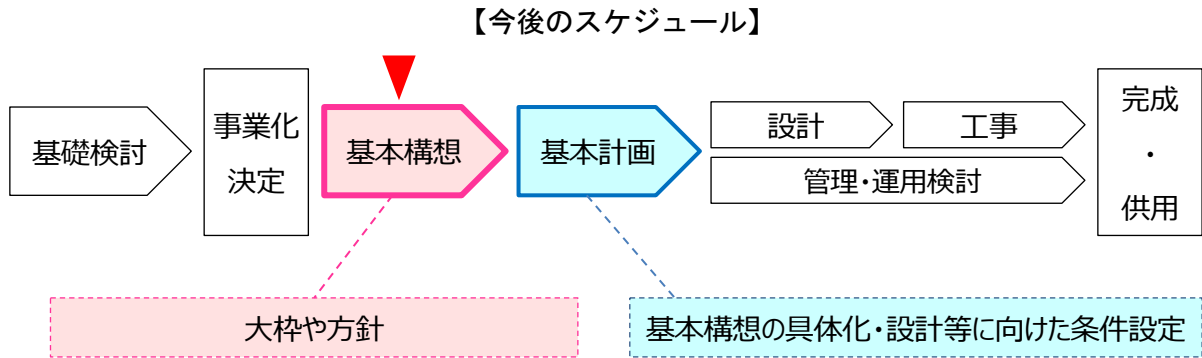 【今後のスケジュール】
基礎検討
事業化
決定
基本構想
基本計画
設計
工事
管理・運用検討
完成
・
供用
大枠や方針
基本構想の具体化・設計等に向けた条件設定